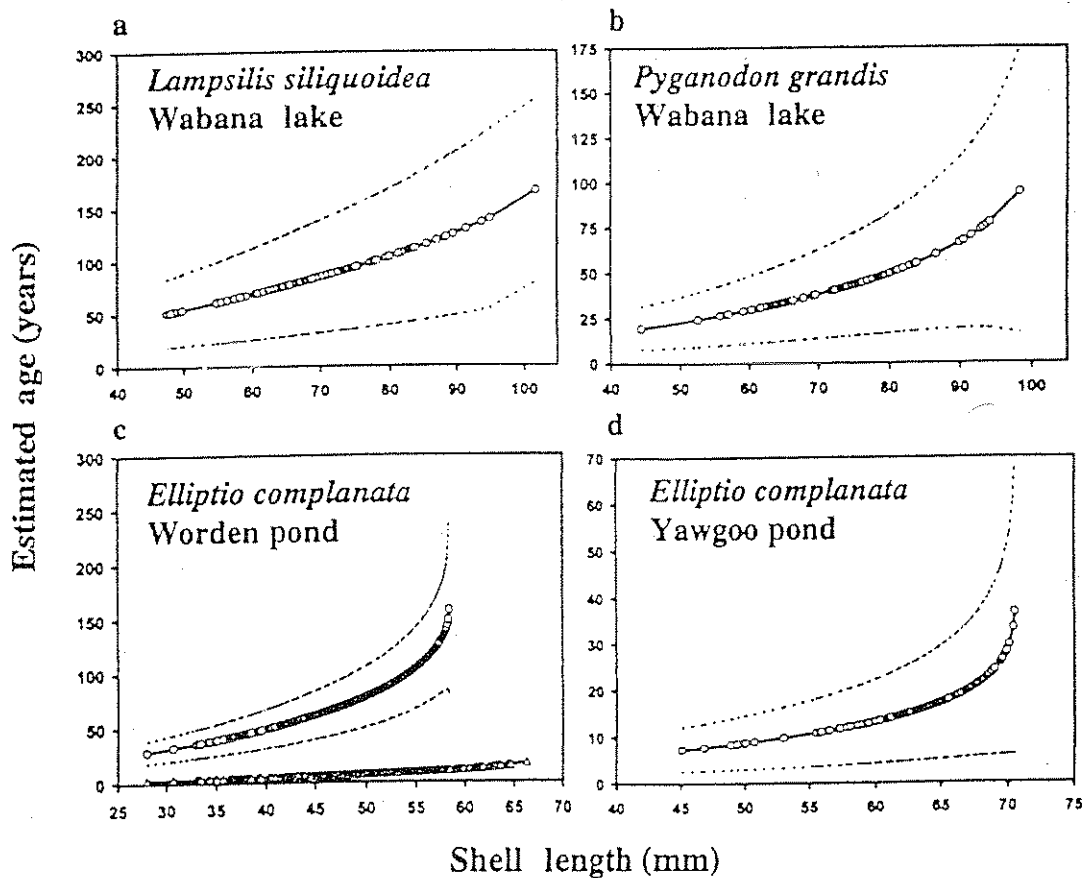 a
300
250
200
150
100
50
0
Lampsilis siliquoidea
Wabana lake
40 50 60 70 80 90 100
b
175
150
125
100
75
50
25
0
Pyganodon grandis
Wabana lake
40 50 60 70 80 90 100
Estimated age (years)
c
300
250
200
150
100
50
0
Elliptio complanata
Worden pond
25 30 35 40 45 50 55 60 65 70
d
70
60
50
40
30
20
10
0
Elliptio complanata
Yawgoo pond
40 45 50 55 60 65 70 75
Shell length (mm)